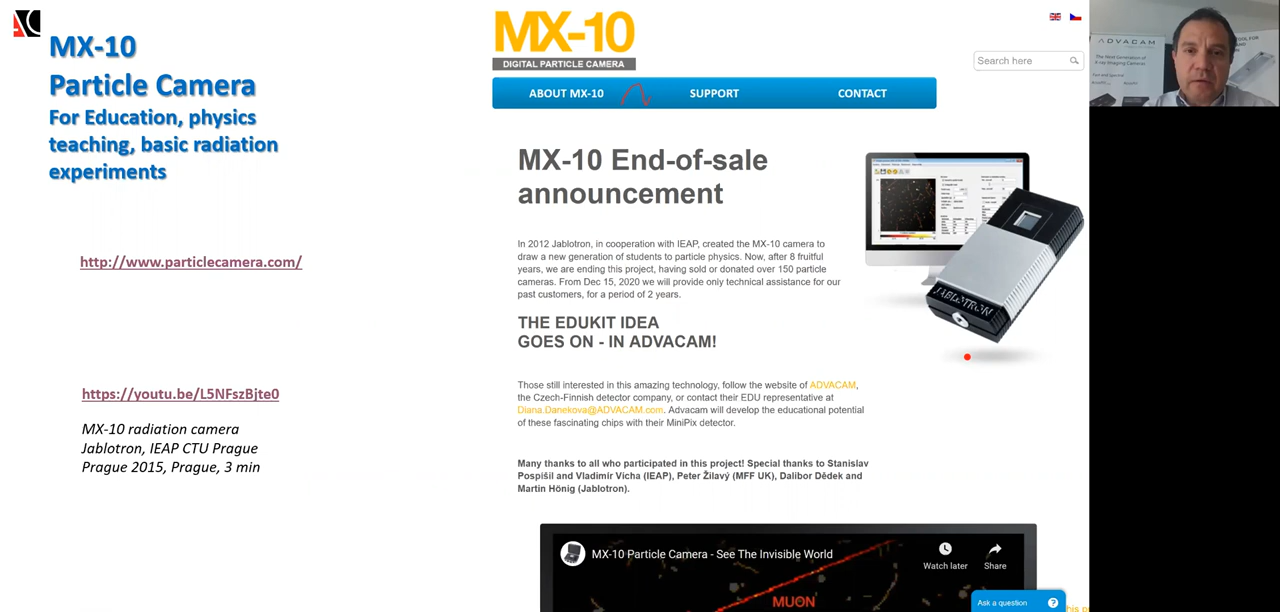 MX-10
Particle Camera
For Education, physics
teaching, basic radiation
experiments
http://www.particlecamera.com/
https://youtu.be/L5NFszBjte0
MX-10 radiation camera
Jablotron, IEAP CTU Prague
Prague 2015, Prague, 3 min
MX-10
DIGITAL PARTICLE CAMERA
Search here
ABOUT MX-10
SUPPORT
CONTACT
MX-10 End-of-sale
announcement
In 2012 Jablotron, in cooperation with IEAP, created the MX-10 camera to
draw a new generation of students to particle physics. Now, after 8 fruitful
years, we are ending this project, having sold or donated over 150 particle
cameras. From Dec 15, 2020 we will provide only technical assistance for our
past customers, for a period of 2 years.
THE EDUKIT IDEA
GOES ON - IN ADVACAM!
Those still interested in this amazing technology, follow the website of ADVACAM,
the Czech-Finnish detector company, or contact their EDU representative at
Diana.Danekova@ADVACAM.com. Advacam will develop the educational potential
of these fascinating chips with their MiniPix detector.
Many thanks to all who participated in this project! Special thanks to Stanislav
Pospíšil and Vladimír Vícha (IEAP), Peter Žilavý (MFF UK), Dalibor Dědek and
Martin Hönig (Jablotron).
JABLOTRON
MX-10 Particle Camera - See The Invisible World
Watch later
Share
MUON
Ask a question
?
ADVACAM
The Next Generation of
X-ray Imaging Cameras